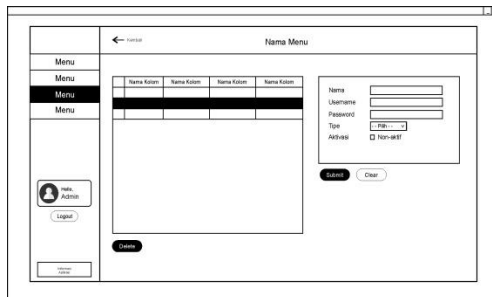 Kembali
Nama Menu
Menu
Menu
Menu
Menu
Nama Kolom
Nama Kolom
Nama Kolom
Nama Kolom
Nama
Username
Password
Tipe
- - Pilih - -
v
Aktivasi
Non-aktif
Submit
Clear
Hello,
Admin
Logout
Delete